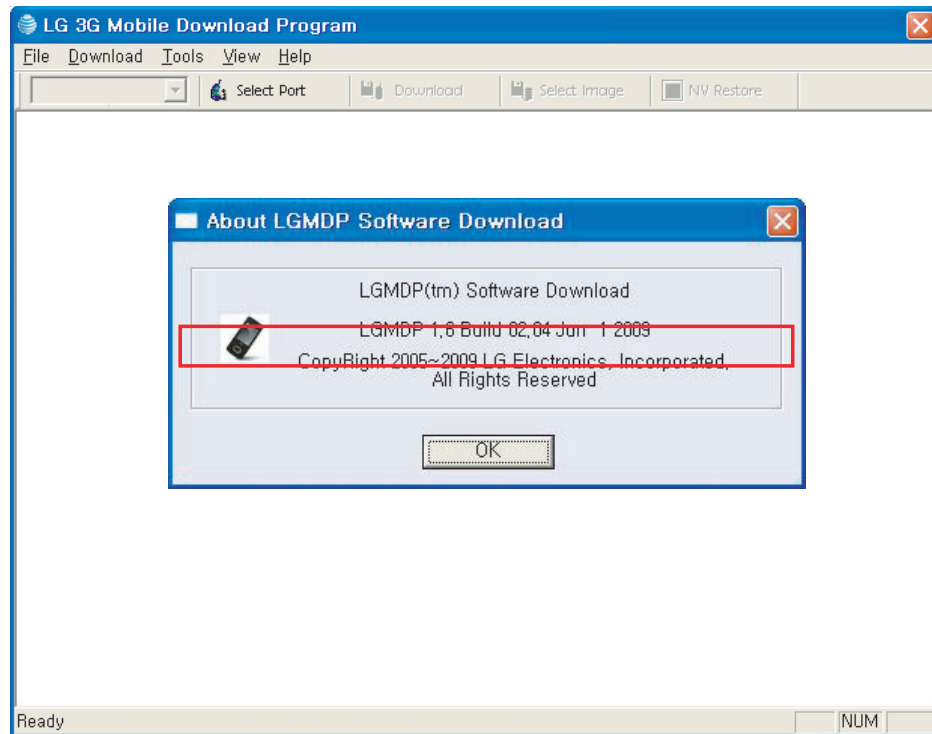 LG 3G Mobile Download Program
File Download Tools View Help
Select Port Download Select Image NV Restore
About LGMDP Software Download
LGMDP(tm) Software Download
LGMDP 1,6 Build 02,04 Jun 1 2009
CopyRight 2005~2009 LG Electronics, Incorporated,
All Rights Reserved
OK
Ready NUM